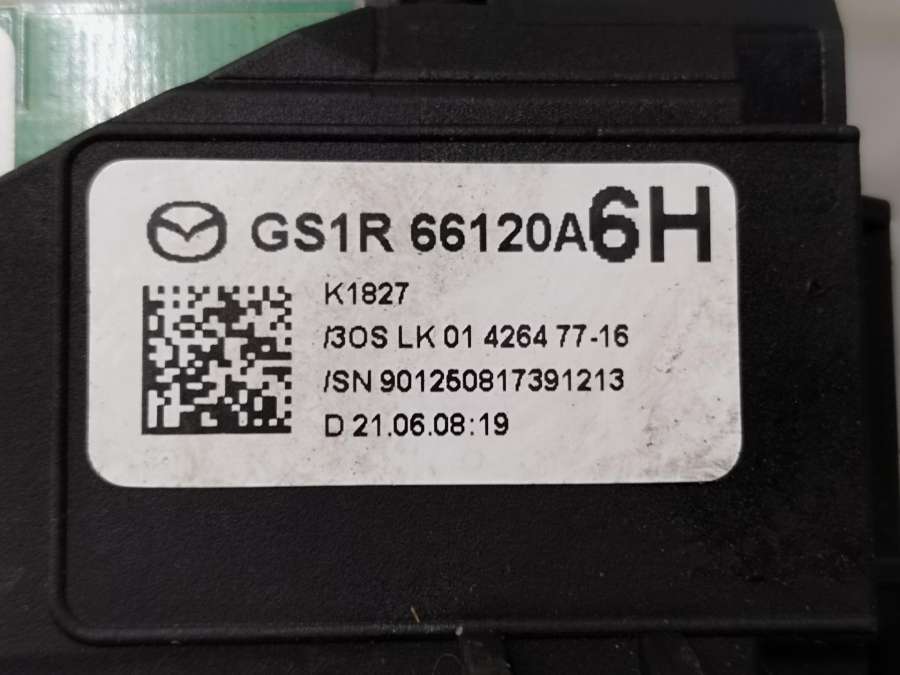 GS1R 66120A6H
K1827
/3OS LK 01 4264 77-16
/SN 901250817391213
D 21.06.08:19